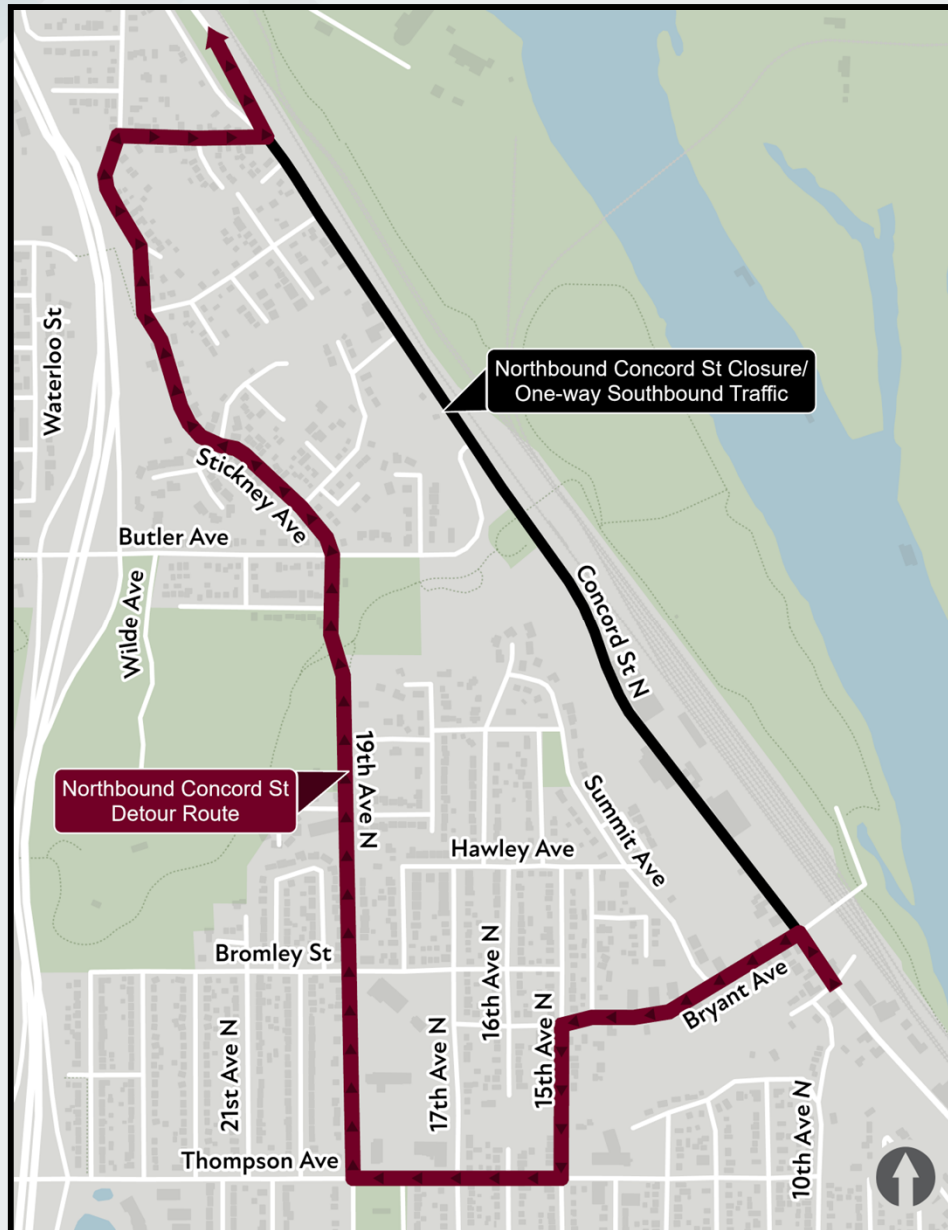 Waterloo St
Northbound Concord St Closure/
One-way Southbound Traffic
Stickney Ave
Butler Ave
Wilde Ave
Concord St N
19th Ave N
Northbound Concord St
Detour Route
Summit Ave
Hawley Ave
Bromley St
16th Ave N
Bryant Ave
15th Ave N
21st Ave N
17th Ave N
10th Ave N
Thompson Ave